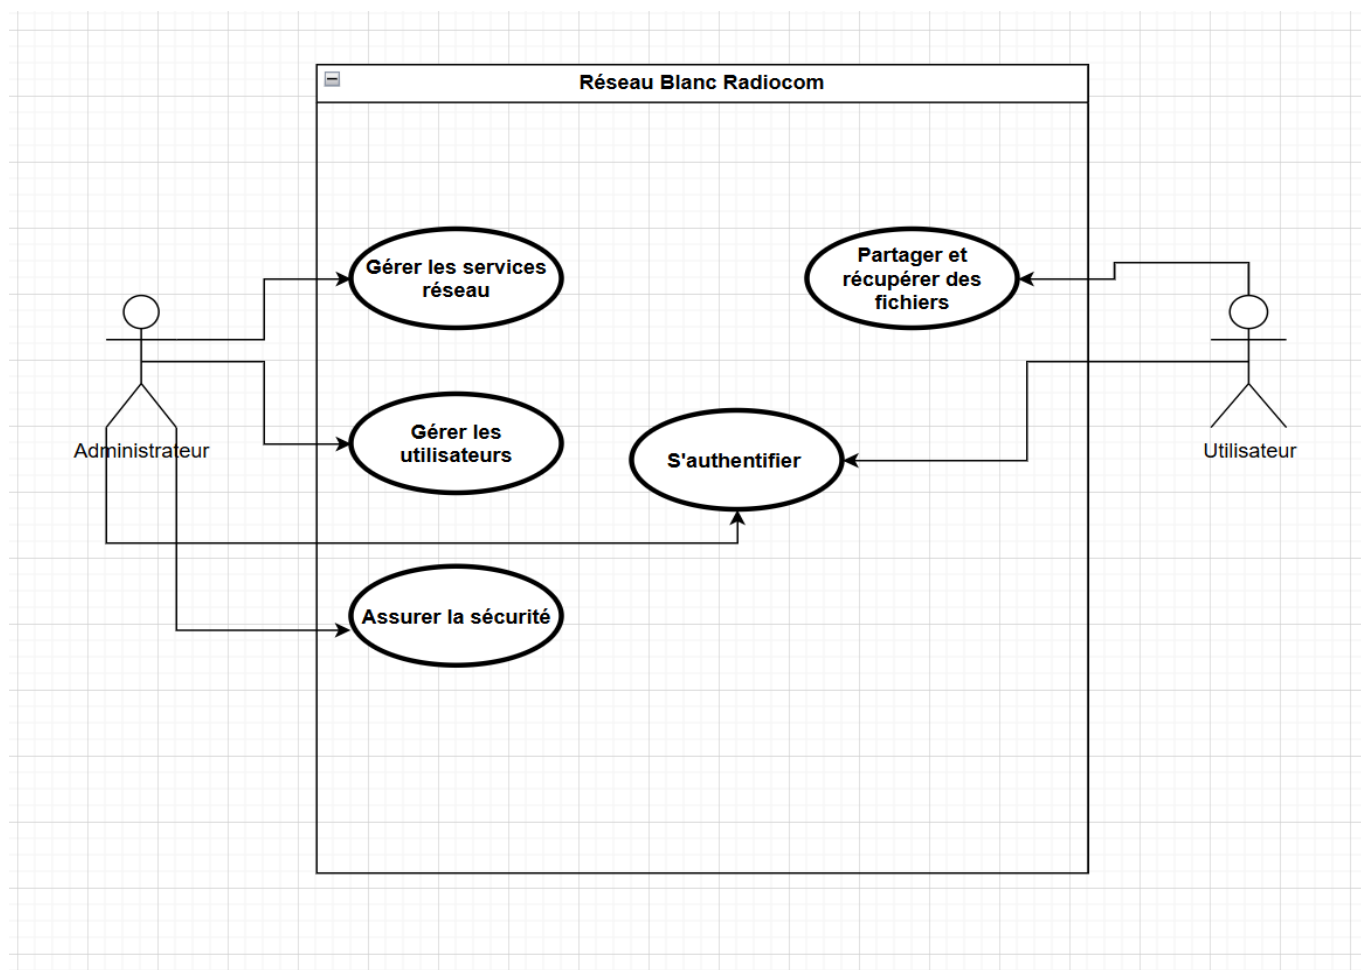 Réseau Blanc Radiocom
Gérer les services
réseau
Partager et
récupérer des
fichiers
Gérer les
utilisateurs
Administrateur
S'authentifier
Utilisateur
Assurer la sécurité